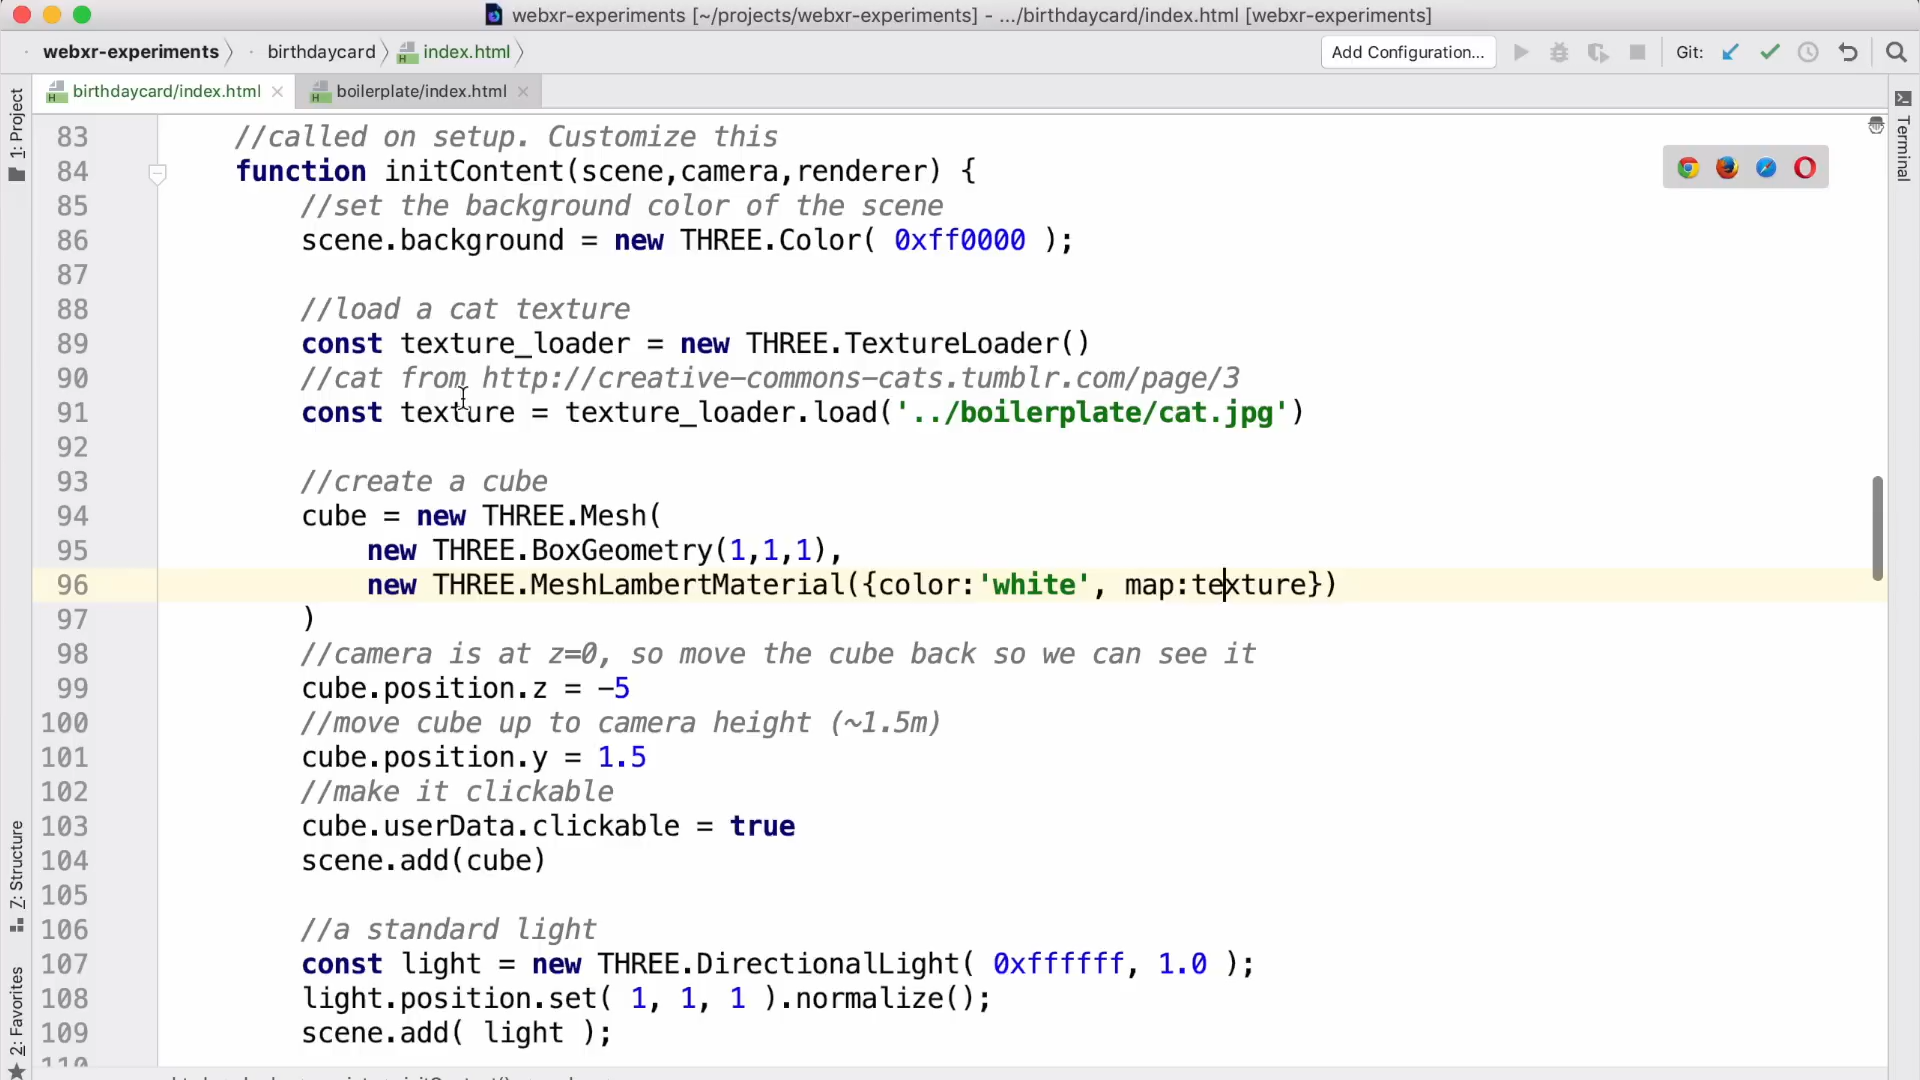 webxr-experiments [~/projects/webxr-experiments] - .../birthdaycard/index.html [webxr-experiments]
webxr-experiments birthdaycard index.html Add Configuration... Git:
birthdaycard/index.html boilerplate/index.html
1: Project
Terminal
83 //called on setup. Customize this
84 function initContent(scene,camera,renderer) {
85 //set the background color of the scene
86 scene.background = new THREE.Color( 0xff0000 );
87
88 //load a cat texture
89 const texture_loader = new THREE.TextureLoader()
90 //cat from http://creative-commons-cats.tumblr.com/page/3
91 const texture = texture_loader.load('../boilerplate/cat.jpg')
92
93 //create a cube
94 cube = new THREE.Mesh(
95 new THREE.BoxGeometry(1,1,1),
96 new THREE.MeshLambertMaterial({color:'white', map:texture})
97 )
98 //camera is at z=0, so move the cube back so we can see it
99 cube.position.z = -5
100 //move cube up to camera height (~1.5m)
101 cube.position.y = 1.5
102 //make it clickable
103 cube.userData.clickable = true
104 scene.add(cube)
105
106 //a standard light
107 const light = new THREE.DirectionalLight( 0xffffff, 1.0 );
108 light.position.set( 1, 1, 1 ).normalize();
109 scene.add( light );
110
Z: Structure
2: Favorites